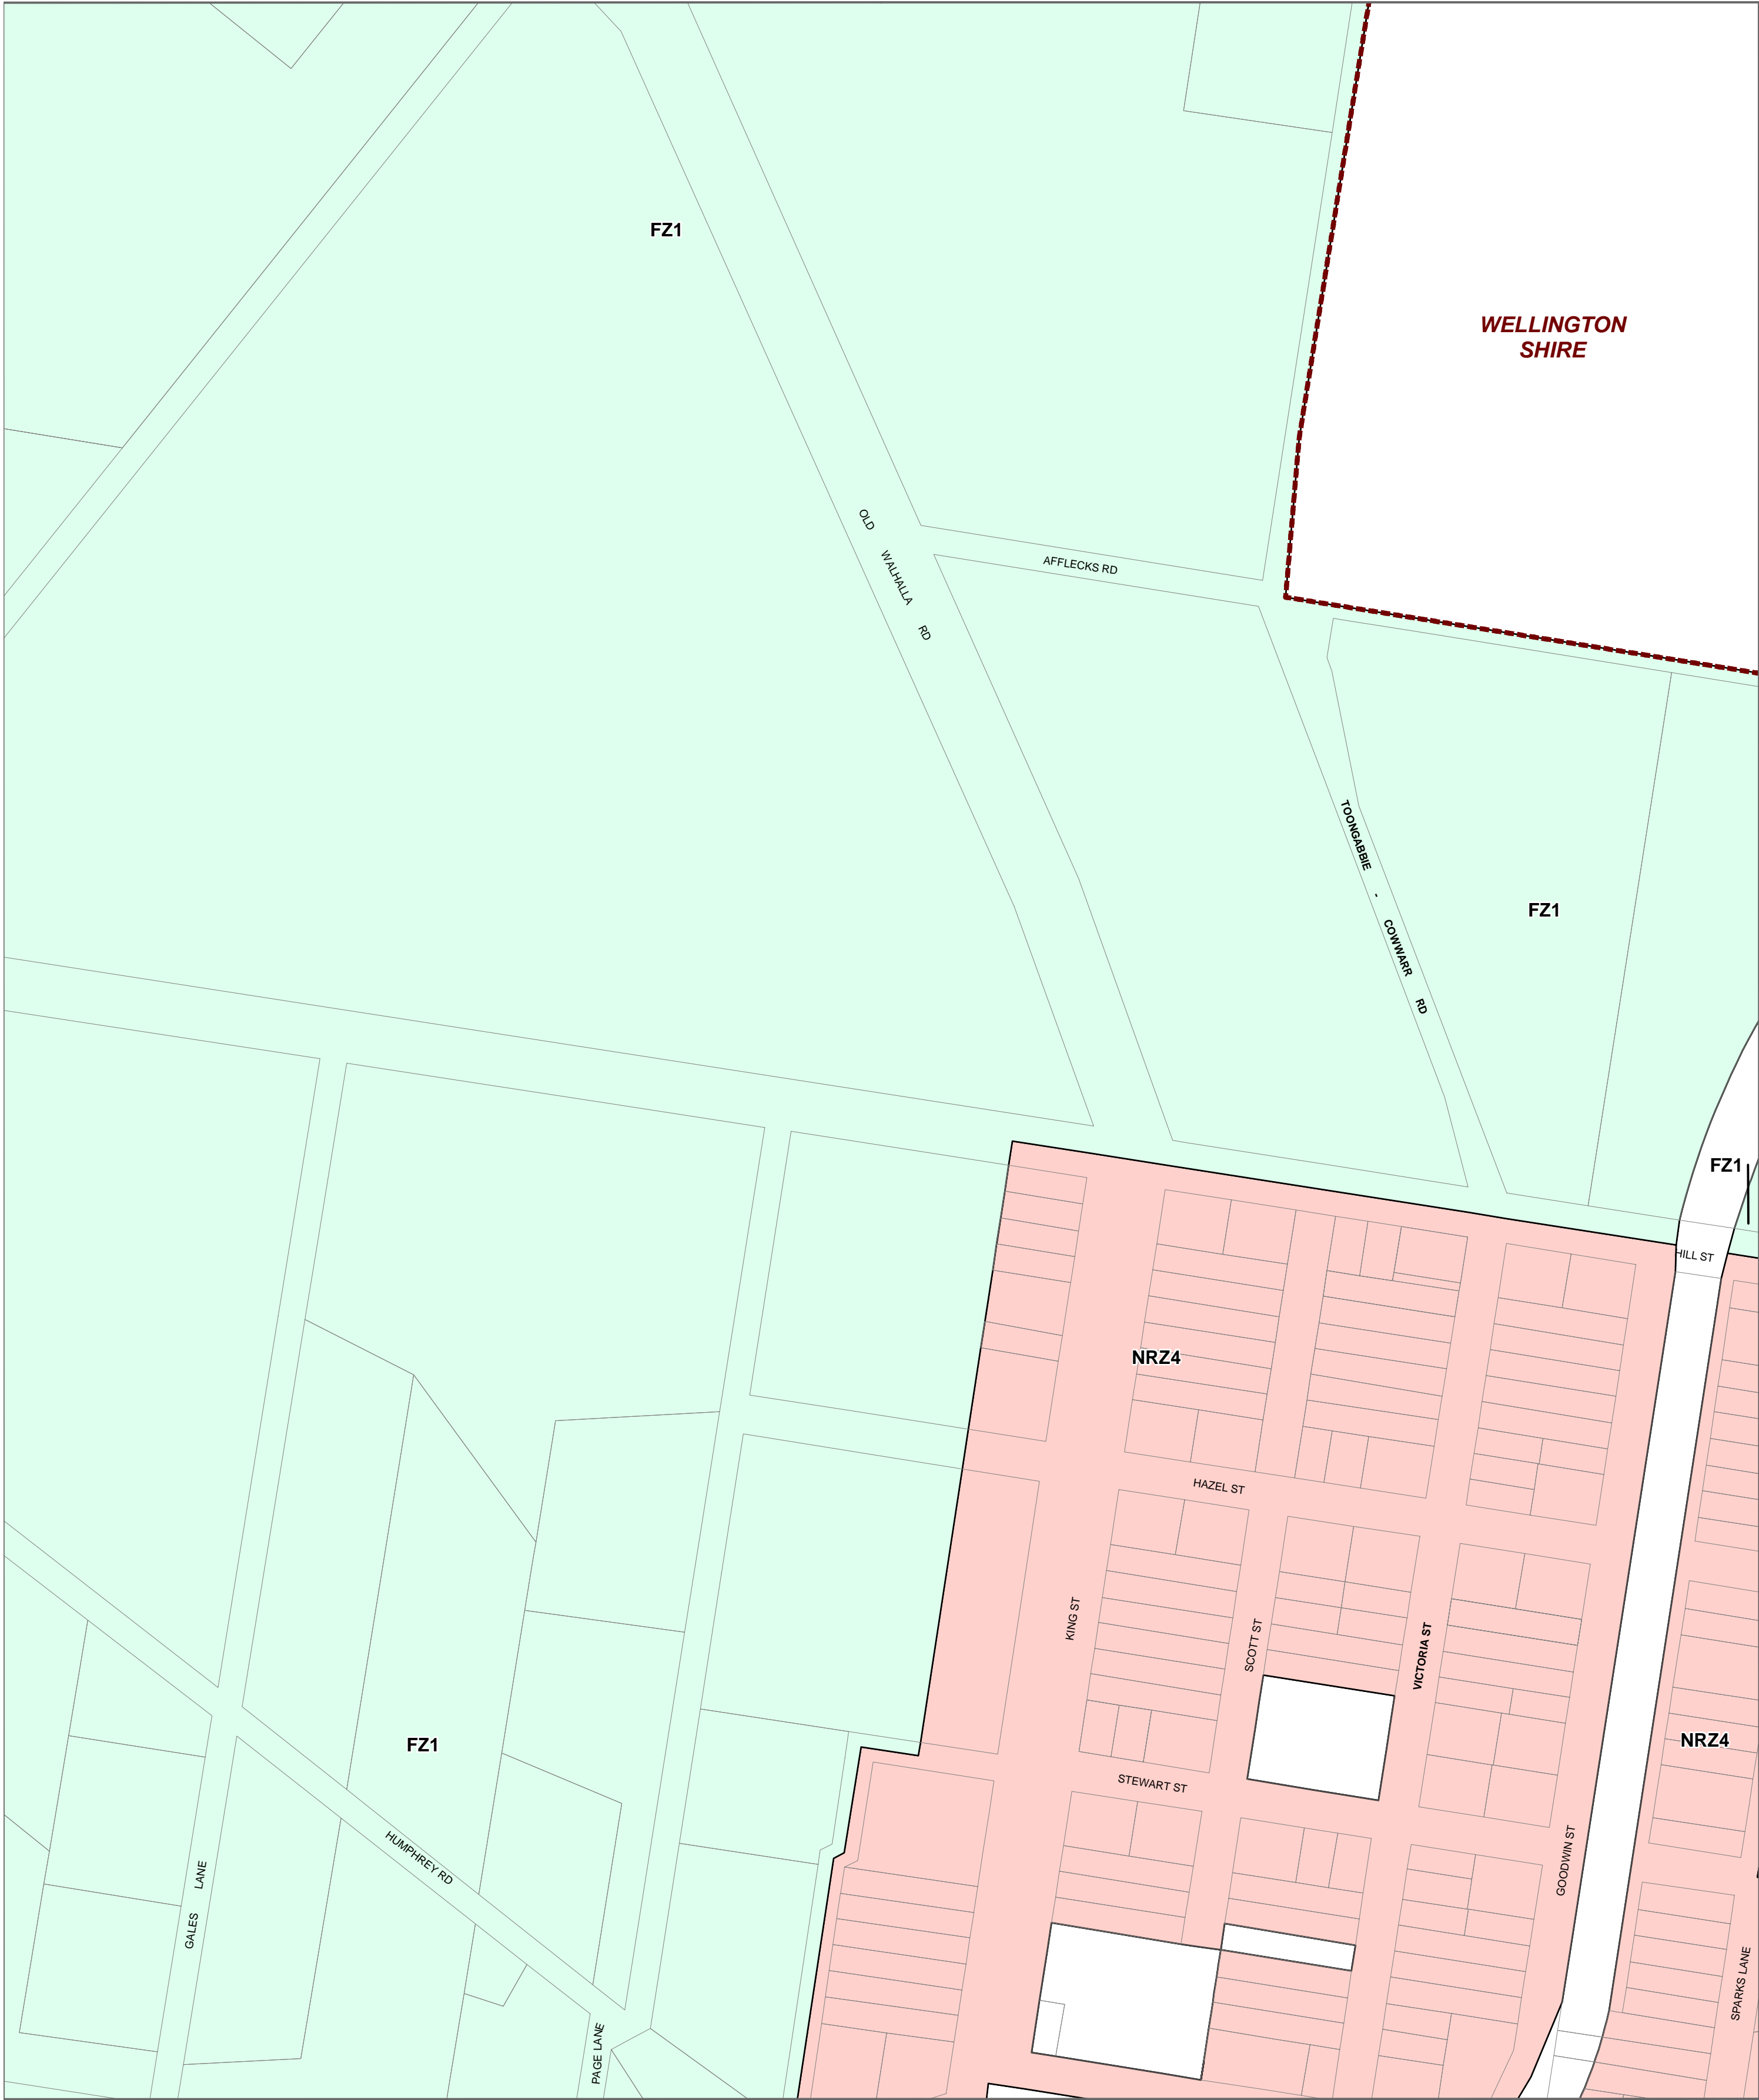 FZ1
WELLINGTON
SHIRE
OLD WALHALLA RD
AFFLECKS RD
TOONGABBIE - COWWARR RD
FZ1
FZ1
HILL ST
NRZ4
HAZEL ST
KING ST
SCOTT ST
VICTORIA ST
NRZ4
FZ1
STEWART ST
GOODWIN ST
HUMPHREY RD
GALES LANE
SPARKS LANE
PAGE LANE